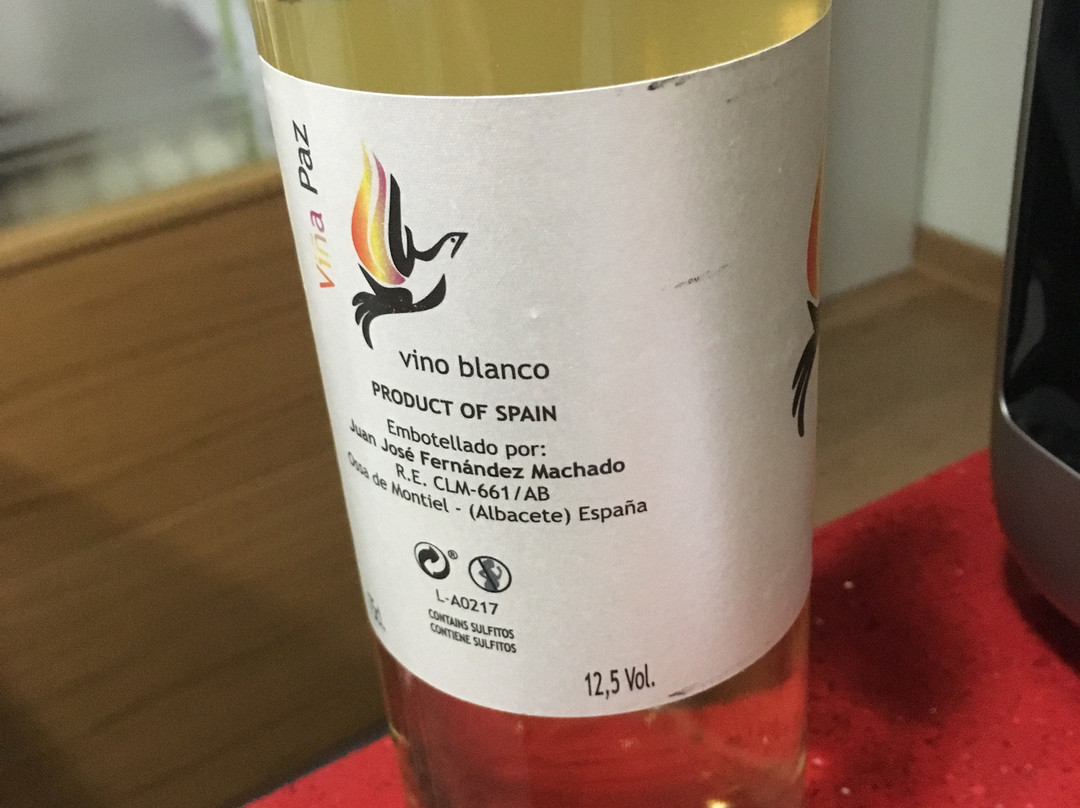 Viña Paz
vino blanco
PRODUCT OF SPAIN
Embotellado por:
Juan José Fernández Machado
R.E. CLM-661/AB
Ossa de Montiel - (Albacete) España
®
L-A0217
CONTAINS SULFITOS
CONTIENE SULFITOS
12,5 Vol.